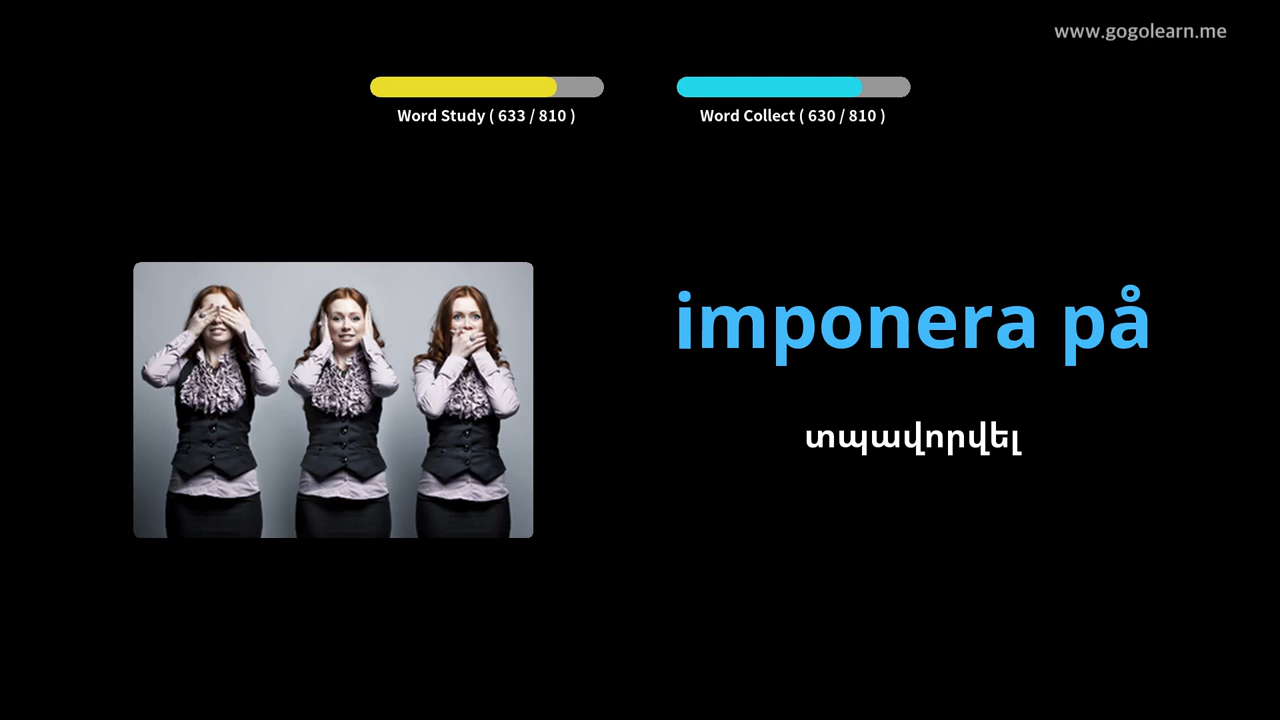 www.gogolearn.me
Word Study ( 633 / 810 )
Word Collect ( 630 / 810 )
imponera på
տպավորվել